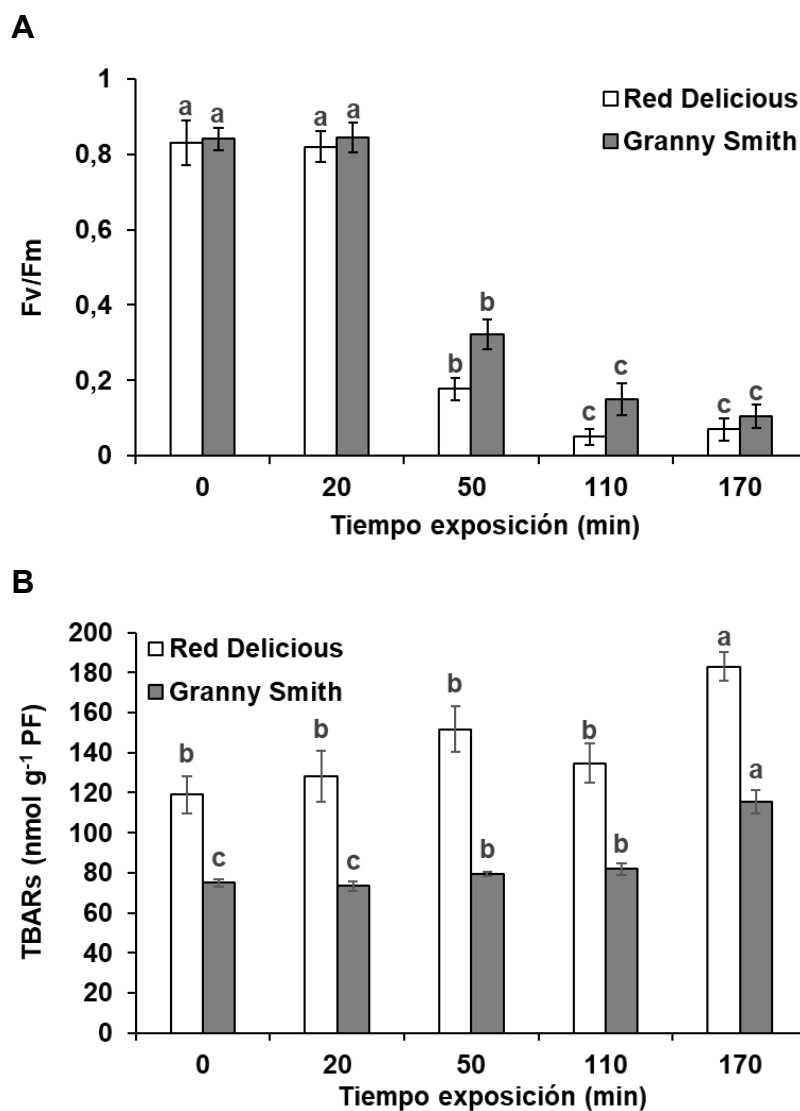 A
1
0,8
0,6
0,4
0,2
0
Fv/Fm
a a a a b b c c c c
Red Delicious
Granny Smith
0 20 50 110 170
Tiempo exposición (min)
B
200
180
160
140
120
100
80
60
40
20
0
TBARs (nmol g⁻¹ PF)
Red Delicious
Granny Smith
b c b c b b b b a a
0 20 50 110 170
Tiempo exposición (min)